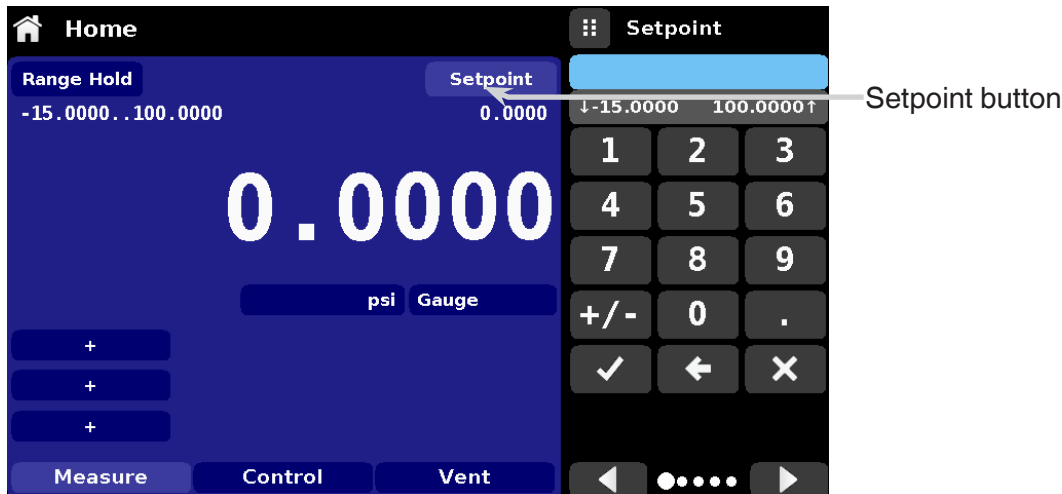 Home
Setpoint
Range Hold
Setpoint
-15.0000..100.0000
0.0000
↓-15.0000 100.0000↑
Setpoint button
0.0000
psi Gauge
1 2 3
4 5 6
7 8 9
+/- 0 .
✓ ← ×
+
+
+
Measure Control Vent